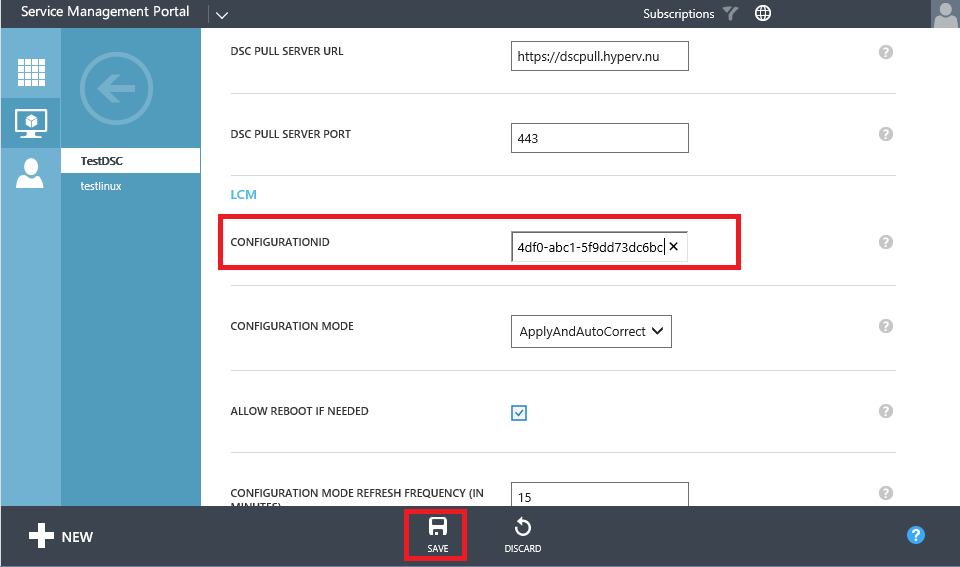 Service Management Portal
Subscriptions
DSC PULL SERVER URL
https://dscpull.hyperv.nu
?
DSC PULL SERVER PORT
443
?
TestDSC
testlinux
LCM
CONFIGURATIONID
4df0-abc1-5f9dd73dc6bc
?
CONFIGURATION MODE
ApplyAndAutoCorrect
?
ALLOW REBOOT IF NEEDED
?
CONFIGURATION MODE REFRESH FREQUENCY (IN
MINUTES)
15
?
NEW
SAVE
DISCARD
?